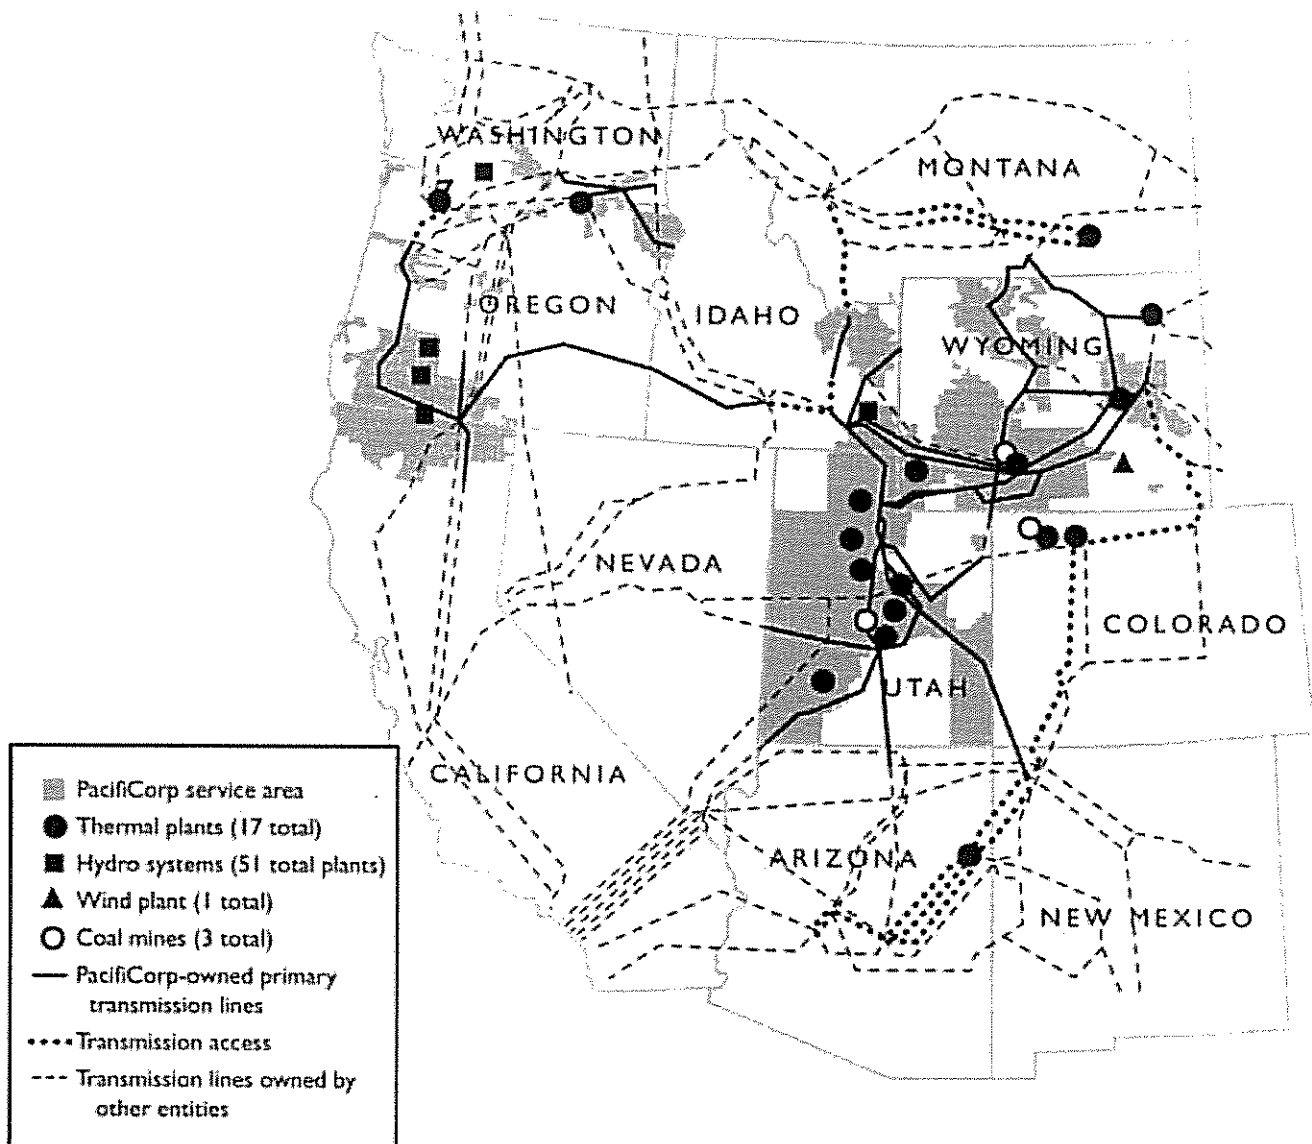 WASHINGTON
MONTANA
OREGON
IDAHO
WYOMING
NEVADA
COLORADO
UTAH
CALIFORNIA
ARIZONA
NEW MEXICO
PacifiCorp service area
Thermal plants (17 total)
Hydro systems (51 total plants)
Wind plant (1 total)
Coal mines (3 total)
PacifiCorp-owned primary
transmission lines
Transmission access
Transmission lines owned by
other entities